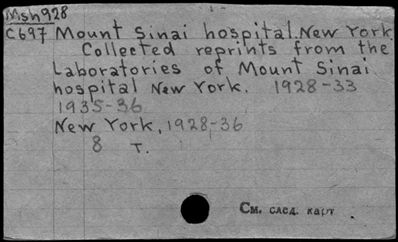 Msh928
C697 Mount Sinai hospital.New York
Collected reprints from the
Laboratories of Mount Sinai
hospital New York. 1928-33
1935-36
New York, 1928-36
8 T.
См. след. карт